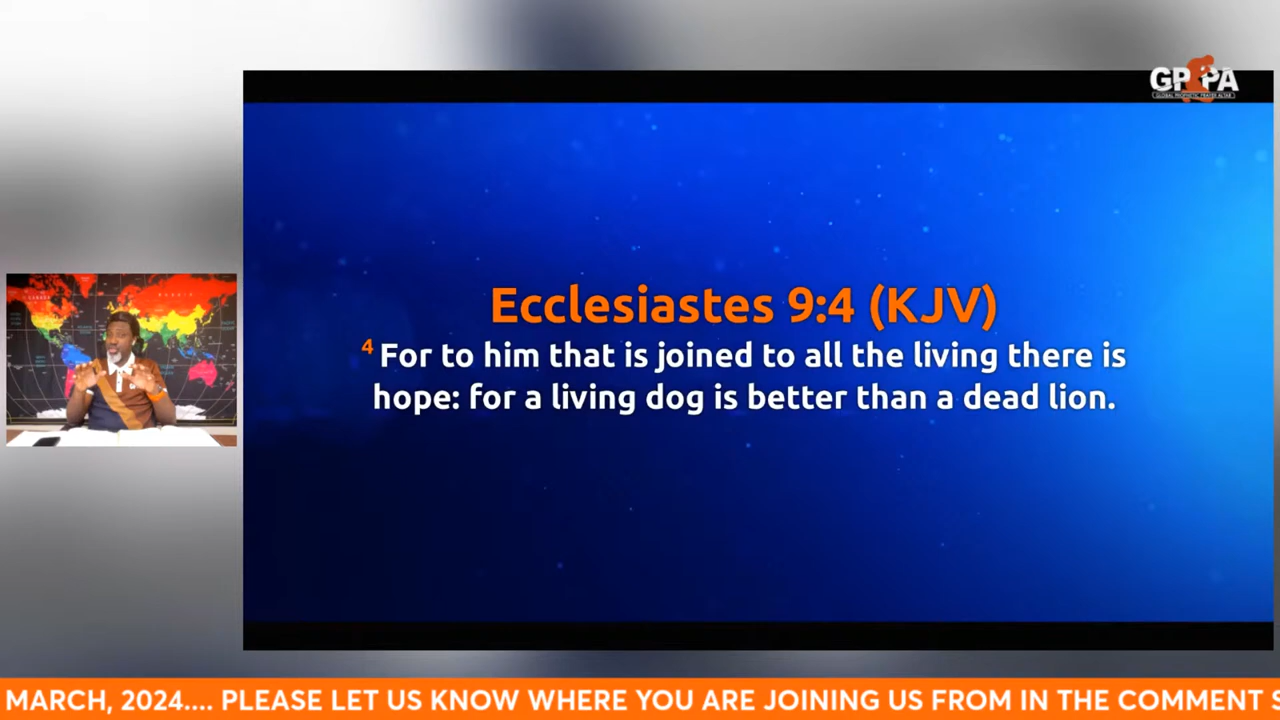 GPPA
GLOBAL PROPHETIC PRAYER ALTAR
Ecclesiastes 9:4 (KJV)
4 For to him that is joined to all the living there is
hope: for a living dog is better than a dead lion.
MARCH, 2024.... PLEASE LET US KNOW WHERE YOU ARE JOINING US FROM IN THE COMMENT S